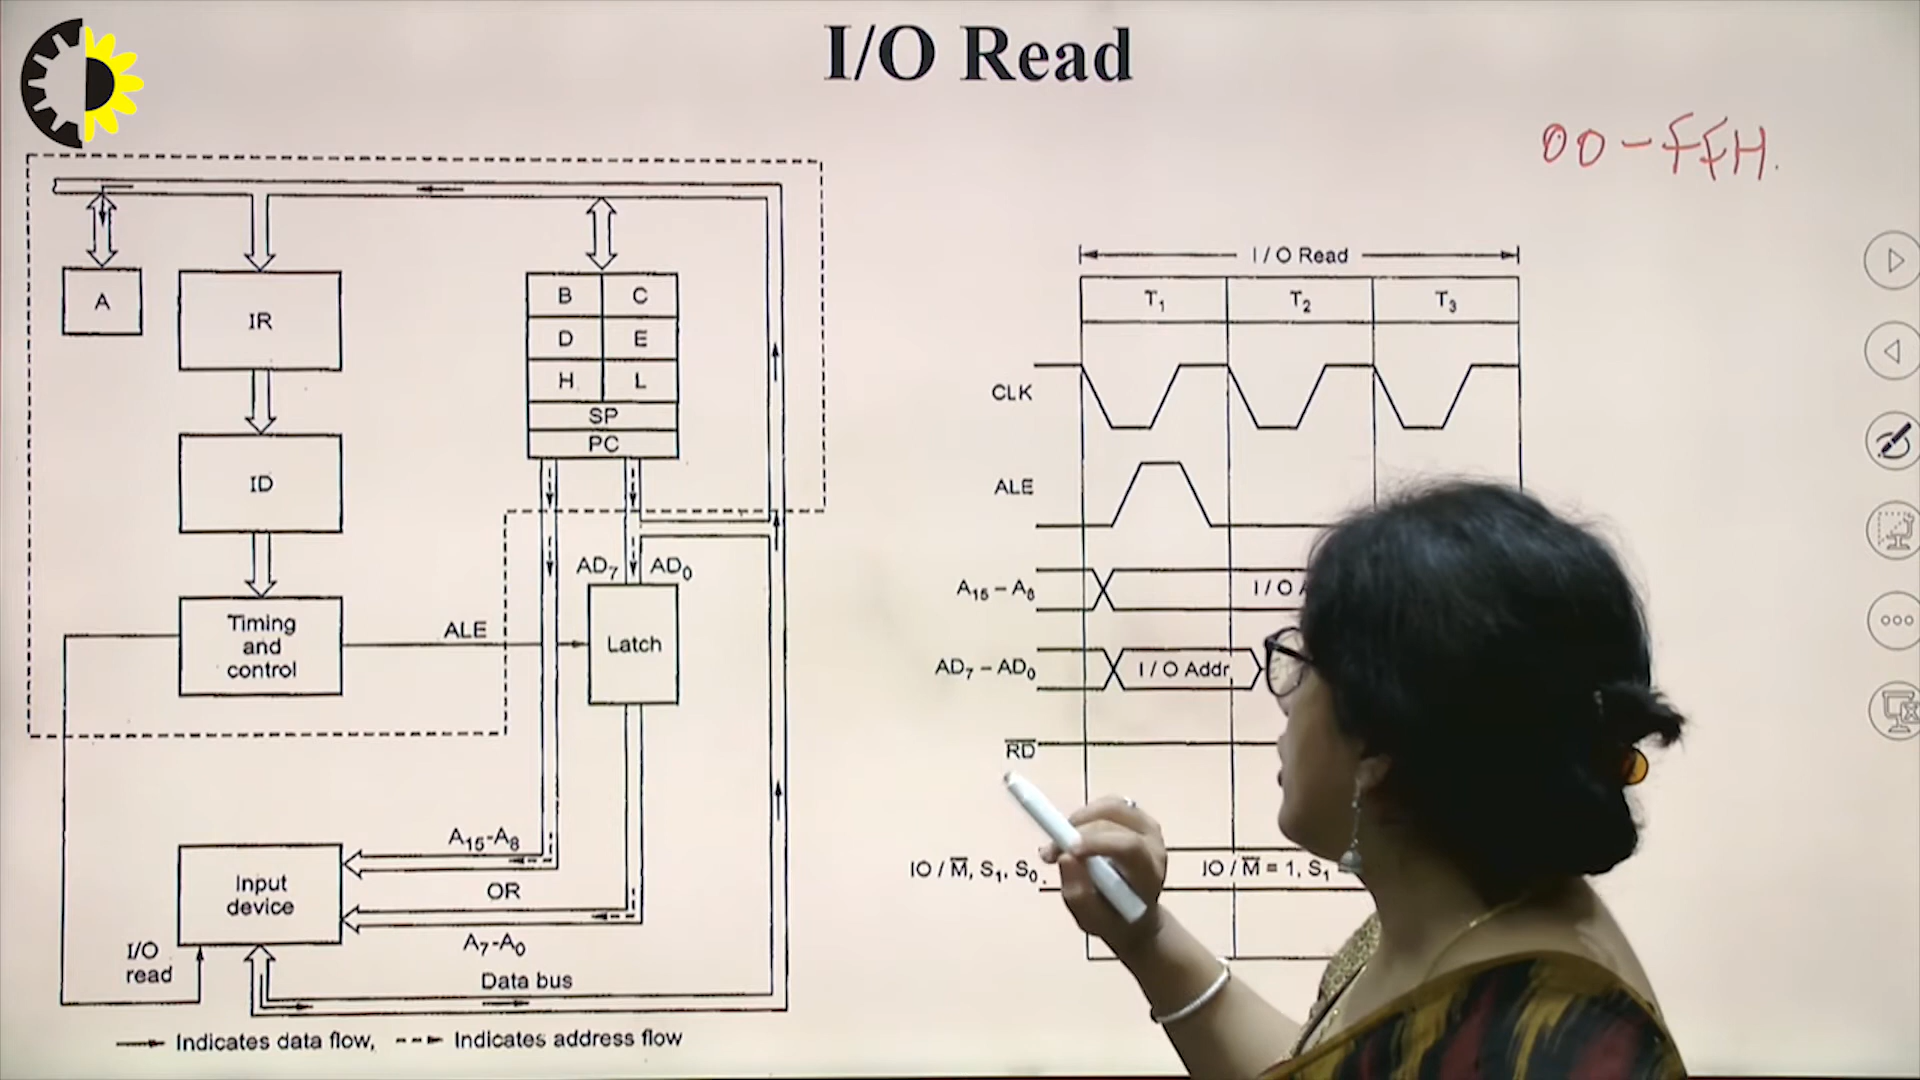 I/O Read
00-FFH.
A
IR
ID
Timing
and
control
ALE
B C
D E
H L
SP
PC
AD7 AD0
Latch
A15-A8
OR
A7-A0
Input
device
I/O
read
Data bus
Indicates data flow, Indicates address flow
I/O Read
T1 T2 T3
CLK
ALE
A15 – A8 I/O
AD7 – AD0 I/O Addr
R̅D̅
IO / M̅, S1, S0 IO / M̅ = 1, S1 =